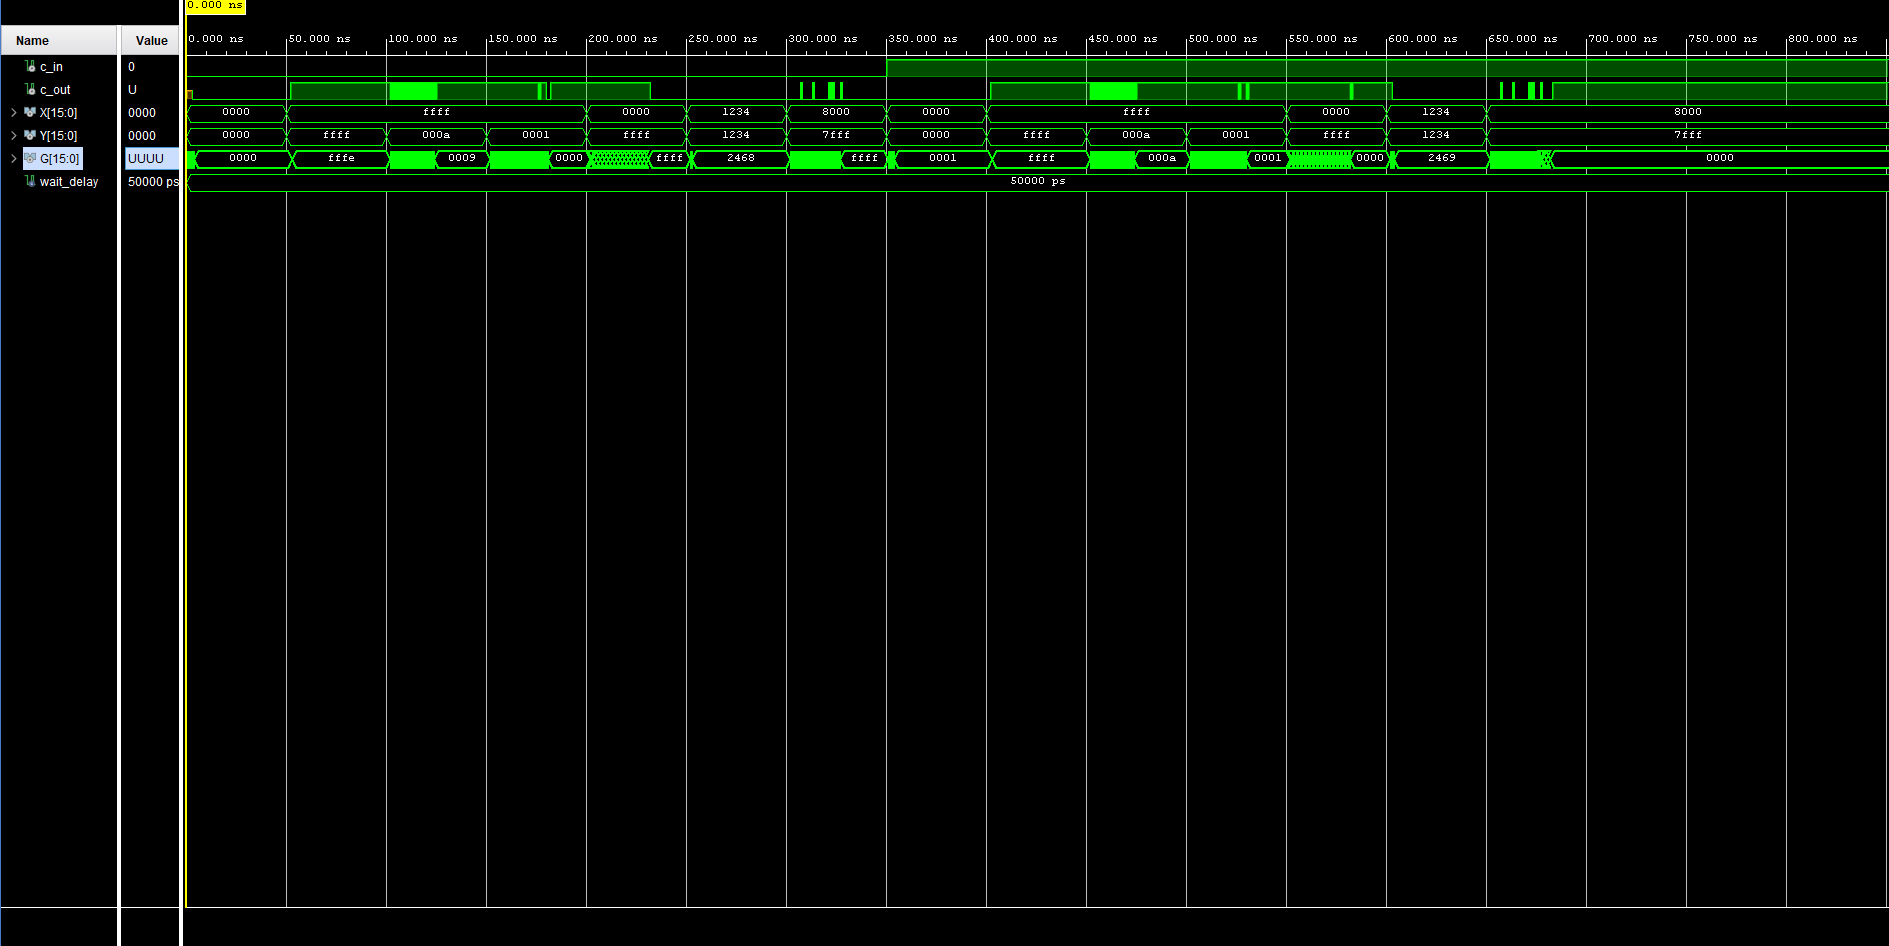 0.000 ns
Name Value
0.000 ns 50.000 ns 100.000 ns 150.000 ns 200.000 ns 250.000 ns 300.000 ns 350.000 ns 400.000 ns 450.000 ns 500.000 ns 550.000 ns 600.000 ns 650.000 ns 700.000 ns 750.000 ns 800.000 ns
c_in 0
c_out U
X[15:0] 0000 0000 ffff 0000 1234 8000 0000 ffff 0000 1234 8000
Y[15:0] 0000 0000 ffff 000a 0001 ffff 1234 7fff 0000 ffff 000a 0001 ffff 1234 7fff
G[15:0] UUUU 0000 fffe 0009 0000 ffff 2468 ffff 0001 ffff 000a 0001 0000 2469 0000
wait_delay 50000 ps 50000 ps